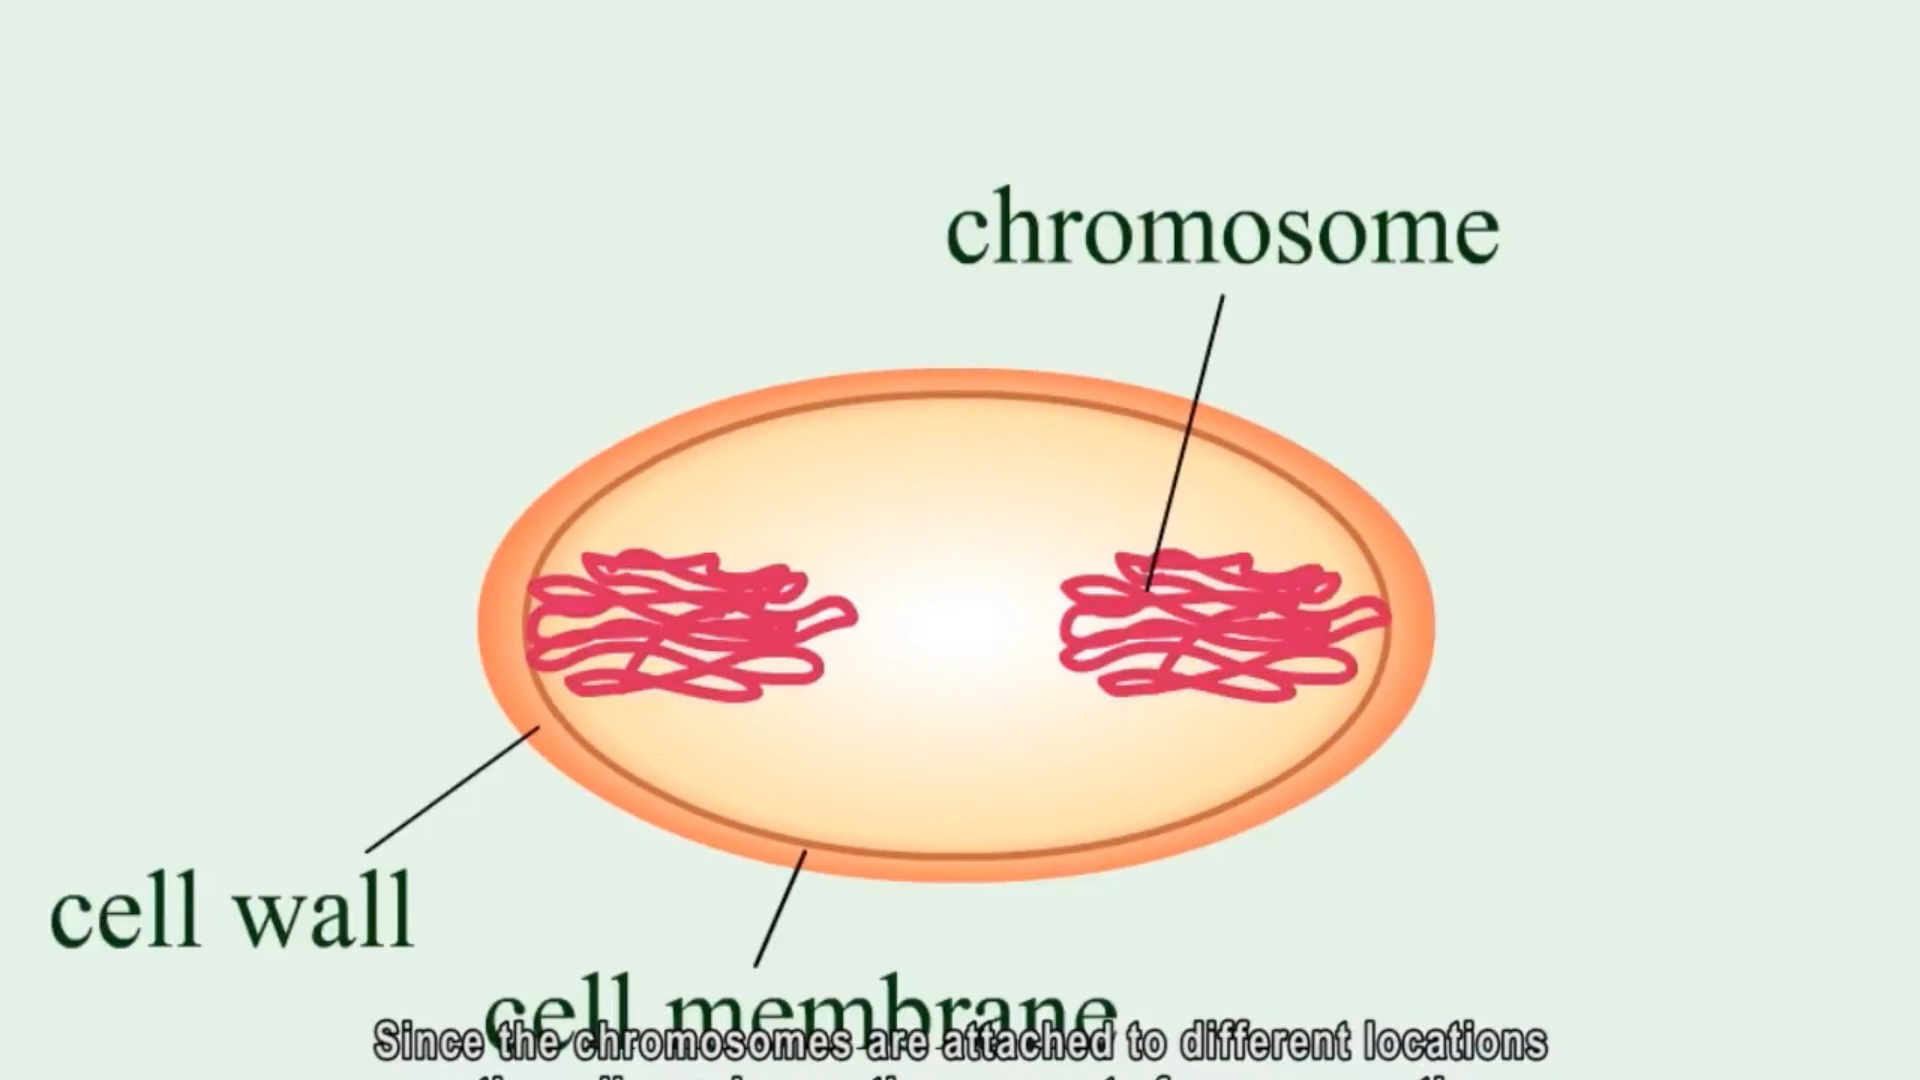 chromosome
cell wall
cell membrane
Since the chromosomes are attached to different locations